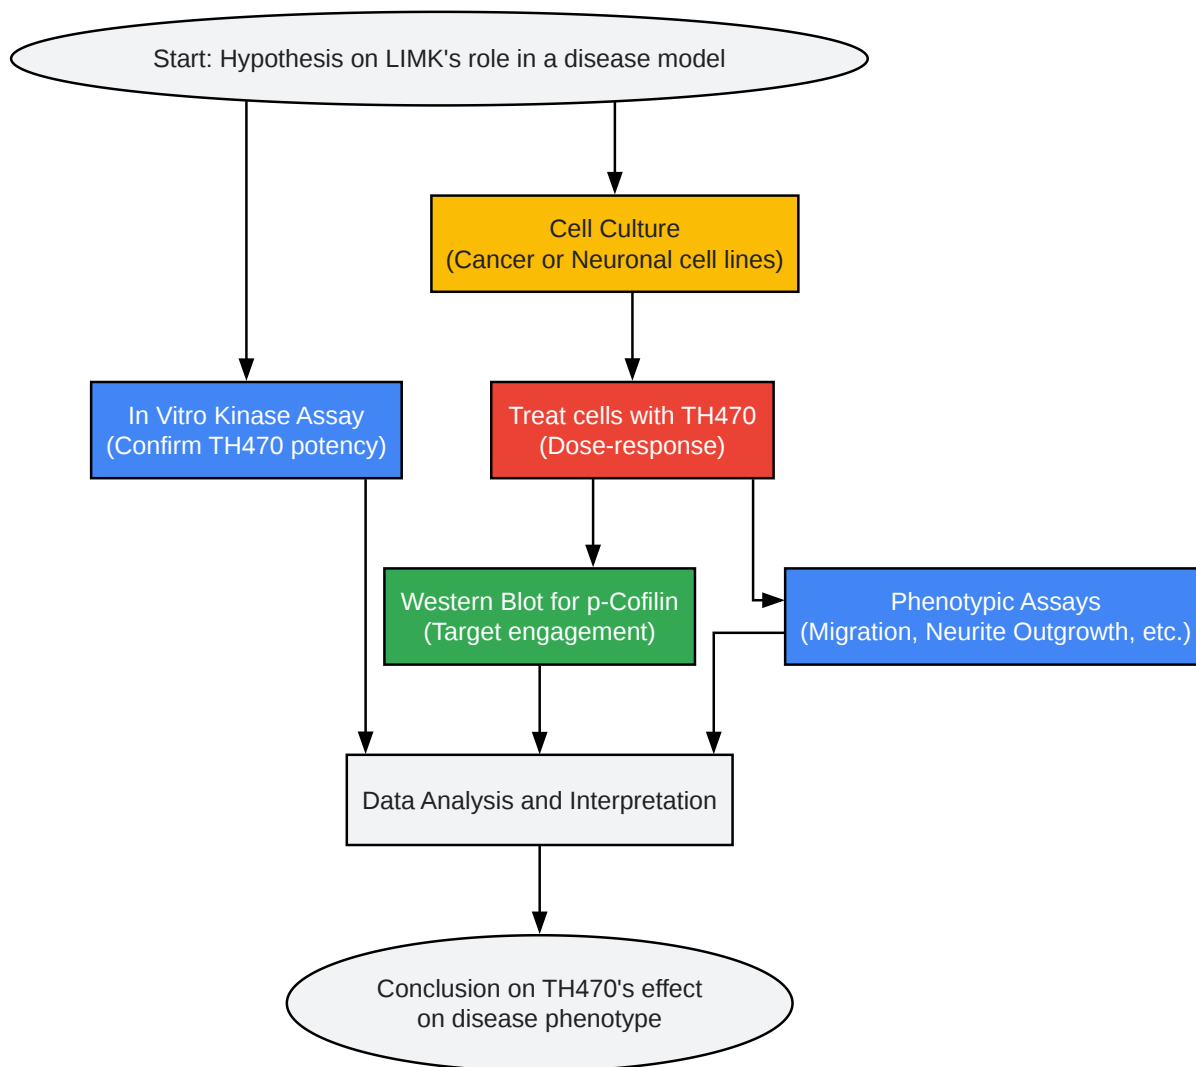 Start: Hypothesis on LIMK's role in a disease model
Cell Culture
(Cancer or Neuronal cell lines)
In Vitro Kinase Assay
(Confirm TH470 potency)
Treat cells with TH470
(Dose-response)
Western Blot for p-Cofilin
(Target engagement)
Phenotypic Assays
(Migration, Neurite Outgrowth, etc.)
Data Analysis and Interpretation
Conclusion on TH470's effect
on disease phenotype